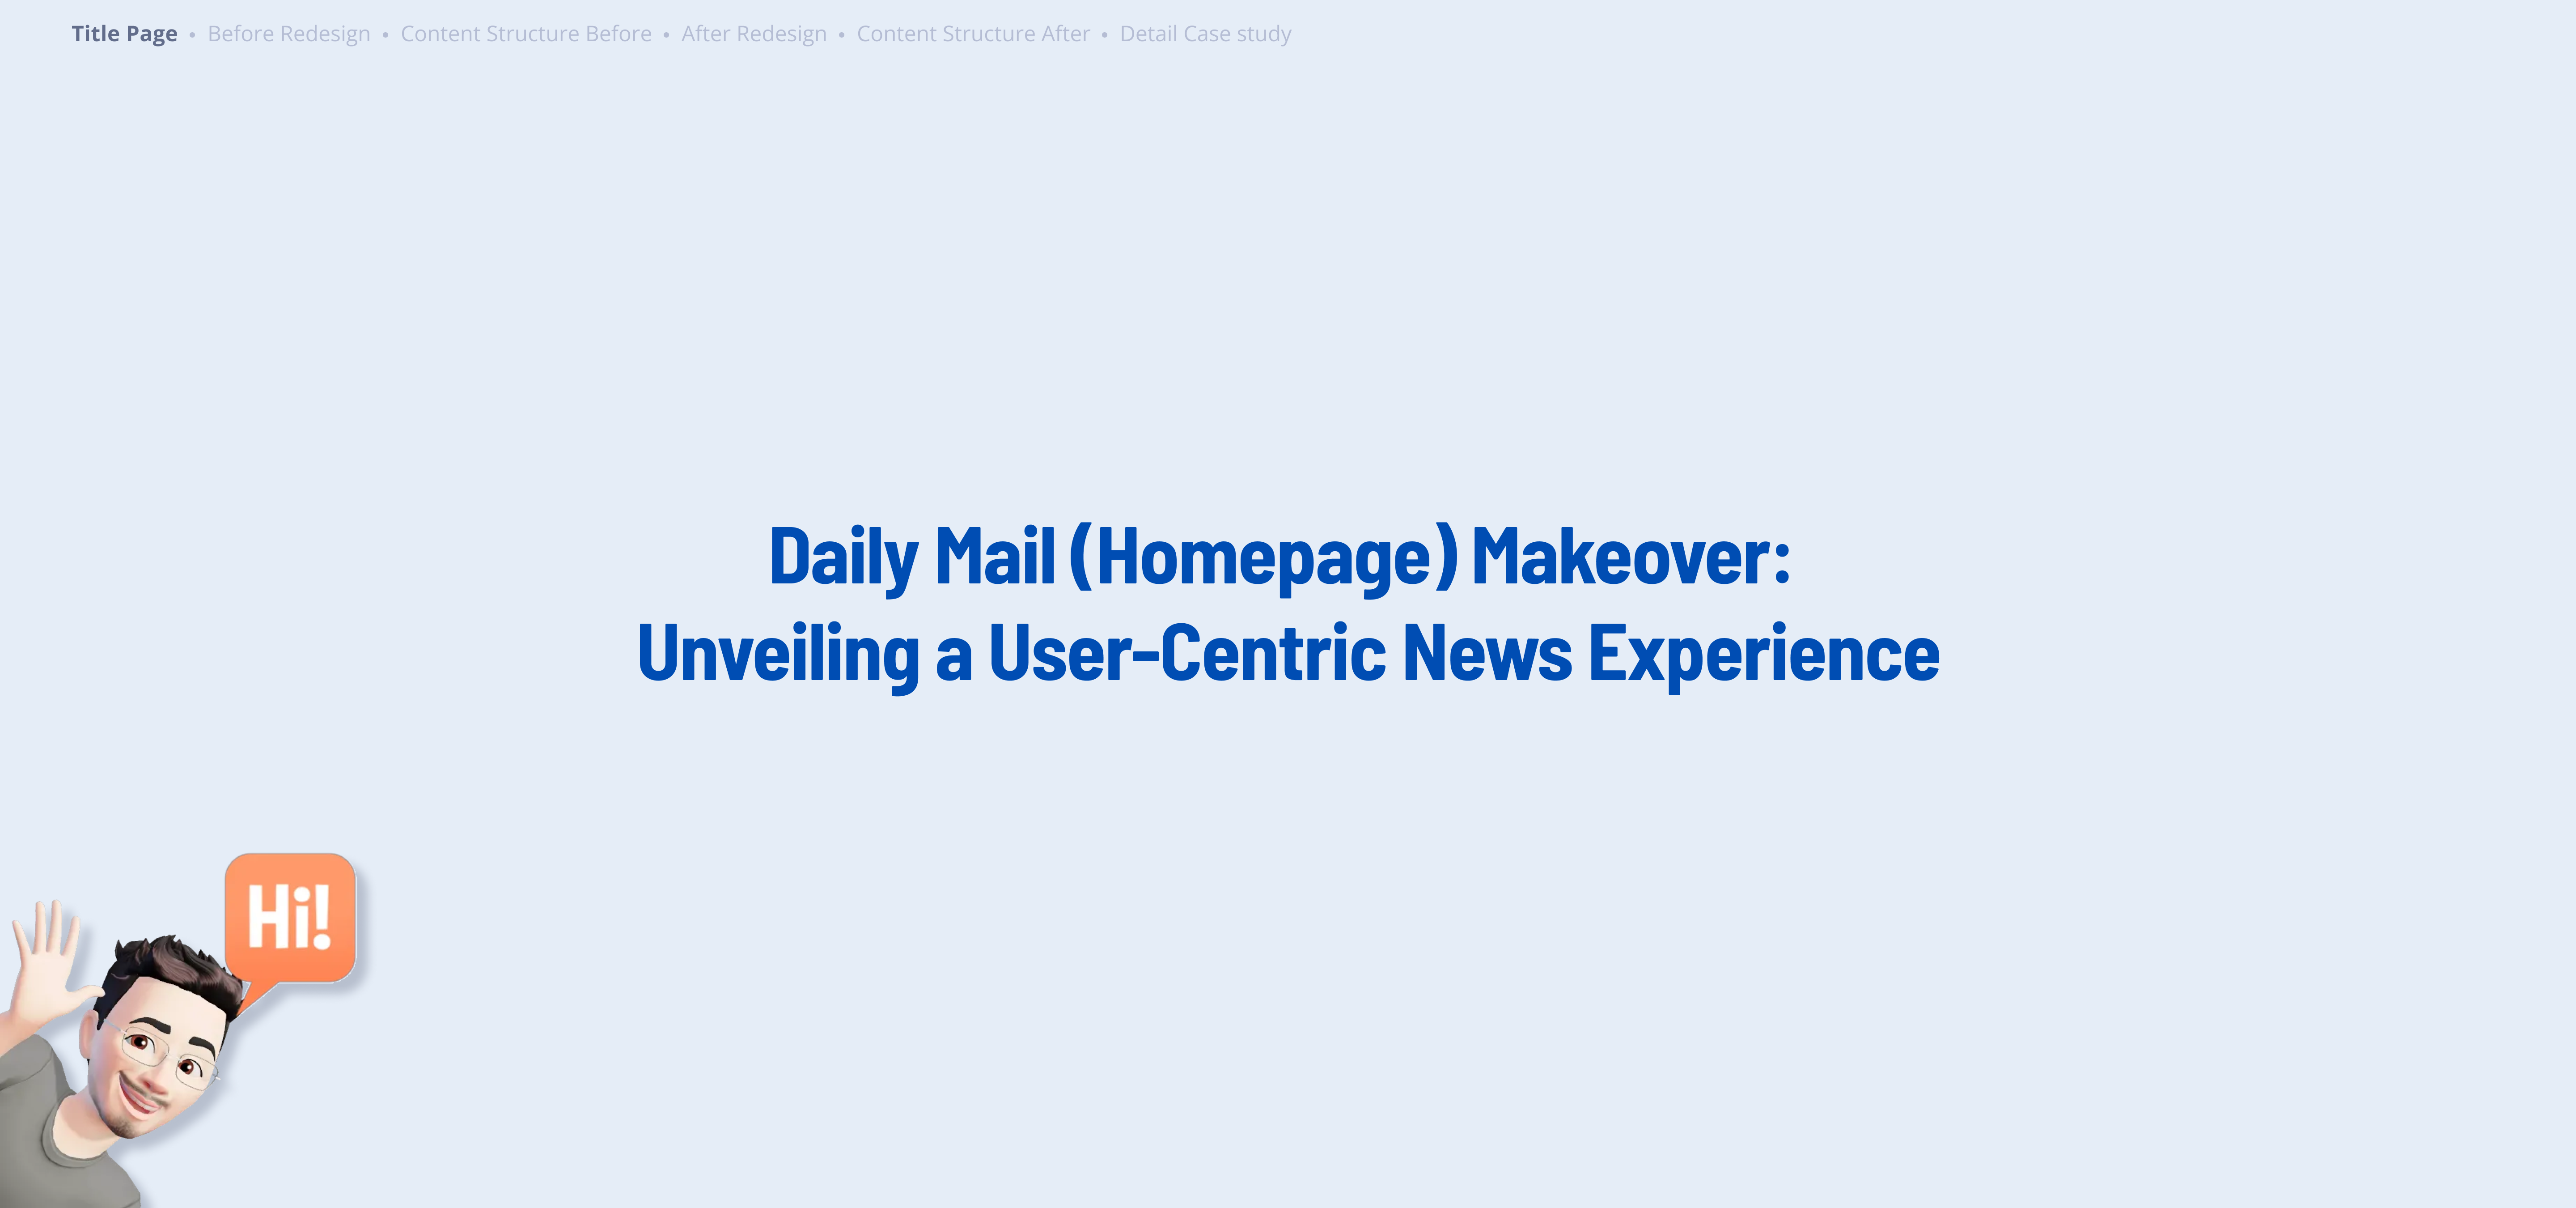 Title Page • Before Redesign • Content Structure Before • After Redesign • Content Structure After • Detail Case study
Daily Mail (Homepage) Makeover:
Unveiling a User-Centric News Experience
Hi!